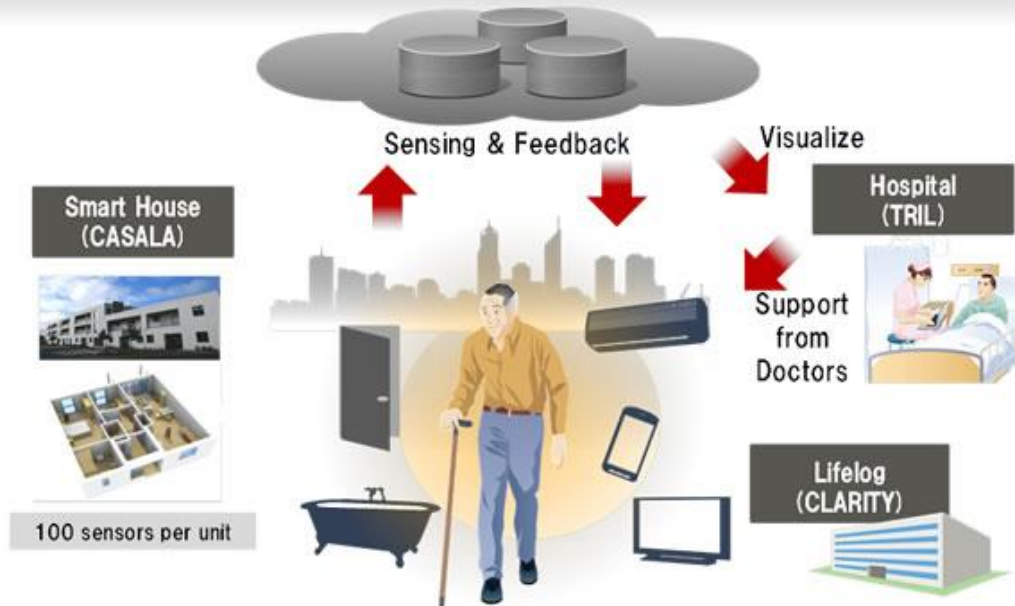 Sensing & Feedback
Visualize
Smart House
(CASALA)
Hospital
(TRIL)
Support
from
Doctors
Lifelog
(CLARITY)
100 sensors per unit